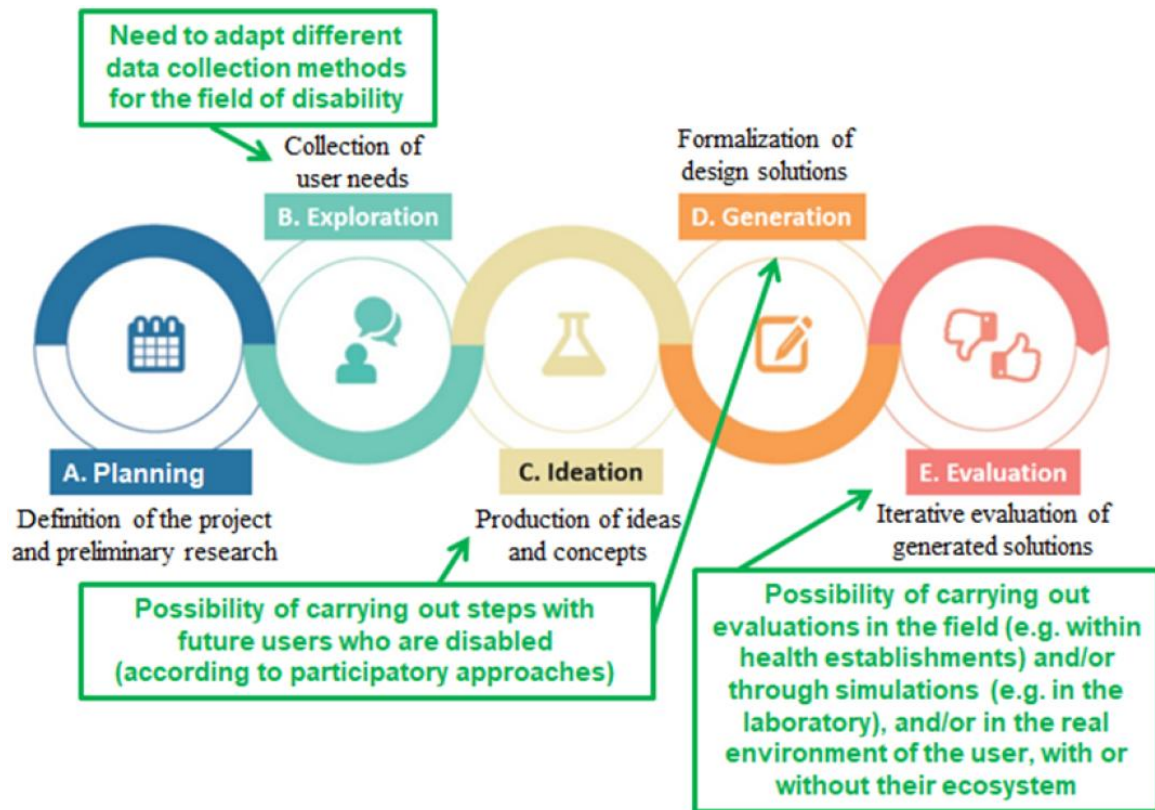 Need to adapt different
data collection methods
for the field of disability
Collection of
user needs
B. Exploration
Formalization of
design solutions
D. Generation
A. Planning
Definition of the project
and preliminary research
C. Ideation
Production of ideas
and concepts
E. Evaluation
Iterative evaluation of
generated solutions
Possibility of carrying out steps with
future users who are disabled
(according to participatory approaches)
Possibility of carrying out
evaluations in the field (e.g. within
health establishments) and/or
through simulations (e.g. in the
laboratory), and/or in the real
environment of the user, with or
without their ecosystem